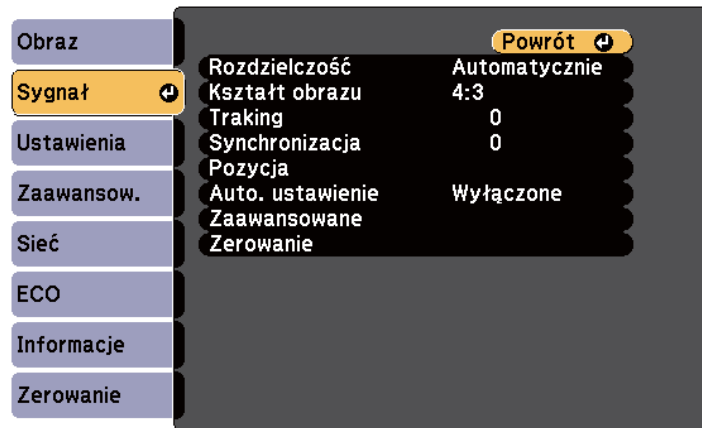 Obraz
Sygnał
Ustawienia
Zaawansow.
Sieć
ECO
Informacje
Zerowanie
Powrót
Rozdzielczość Automatycznie
Kształt obrazu 4:3
Traking 0
Synchronizacja 0
Pozycja
Auto. ustawienie Wyłączone
Zaawansowane
Zerowanie